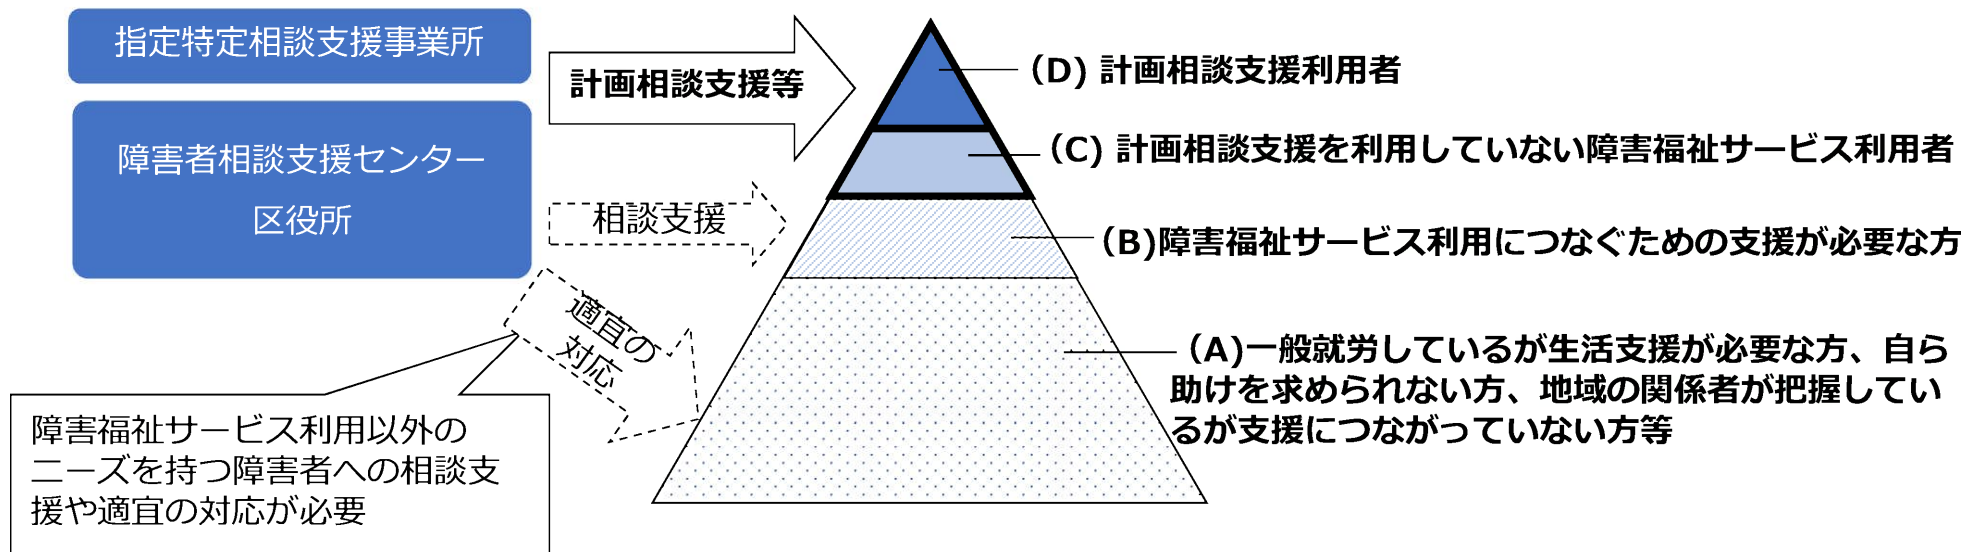 指定特定相談支援事業所
障害者相談支援センター
区役所
計画相談支援等
相談支援
適宜の
対応
障害福祉サービス利用以外の
ニーズを持つ障害者への相談支
援や適宜の対応が必要
（D) 計画相談支援利用者
（C) 計画相談支援を利用していない障害福祉サービス利用者
（B)障害福祉サービス利用につなぐための支援が必要な方
（A)一般就労しているが生活支援が必要な方、自ら
助けを求められない方、地域の関係者が把握してい
るが支援につながっていない方等